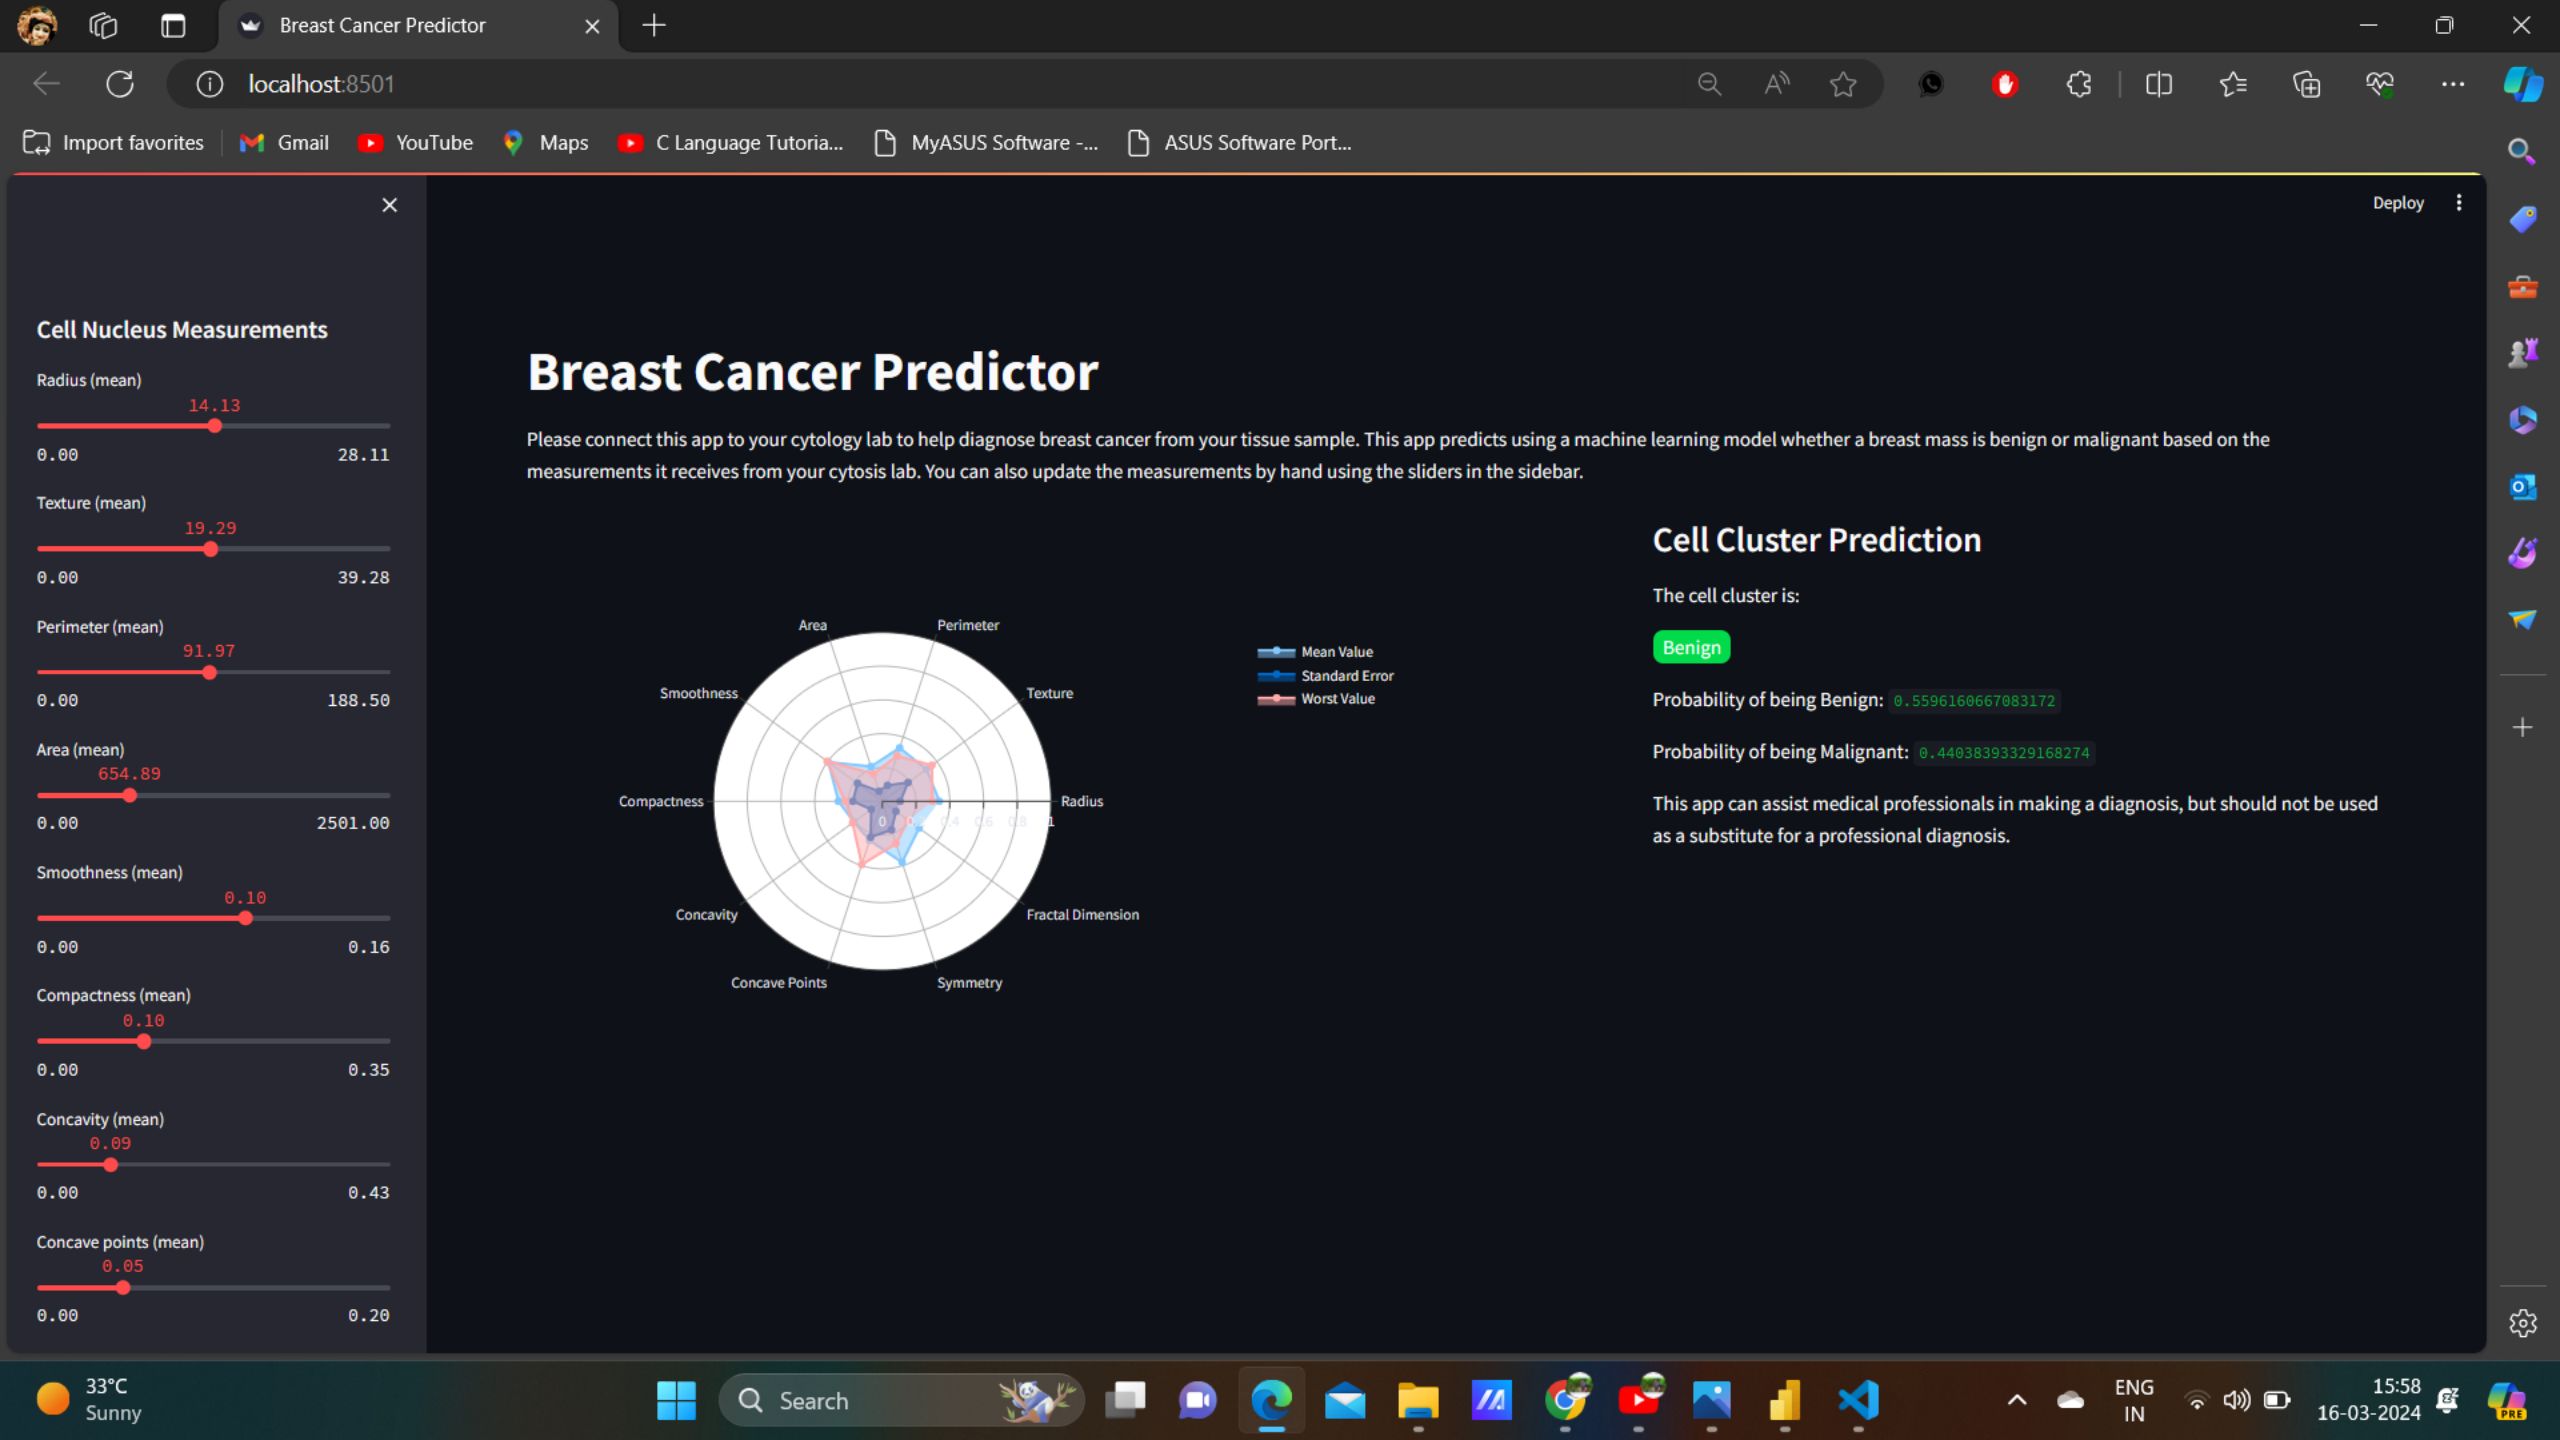 Breast Cancer Predictor
localhost:8501
Import favorites
Gmail
YouTube
Maps
C Language Tutoria...
MyASUS Software -...
ASUS Software Port...
Deploy
Cell Nucleus Measurements
Radius (mean)
14.13
0.00 28.11
Texture (mean)
19.29
0.00 39.28
Perimeter (mean)
91.97
0.00 188.50
Area (mean)
654.89
0.00 2501.00
Smoothness (mean)
0.10
0.00 0.16
Compactness (mean)
0.10
0.00 0.35
Concavity (mean)
0.09
0.00 0.43
Concave points (mean)
0.05
0.00 0.20
Breast Cancer Predictor
Please connect this app to your cytology lab to help diagnose breast cancer from your tissue sample. This app predicts using a machine learning model whether a breast mass is benign or malignant based on the
measurements it receives from your cytosis lab. You can also update the measurements by hand using the sliders in the sidebar.
Area Perimeter
Smoothness Texture
Compactness Radius
0 0.4 0.6 0.8 1
Concavity Fractal Dimension
Concave Points Symmetry
Mean Value
Standard Error
Worst Value
Cell Cluster Prediction
The cell cluster is:
Benign
Probability of being Benign: 0.5596160667083172
Probability of being Malignant: 0.44038393329168274
This app can assist medical professionals in making a diagnosis, but should not be used
as a substitute for a professional diagnosis.
33°C
Sunny
Search
ENG
IN
15:58
16-03-2024
PRE